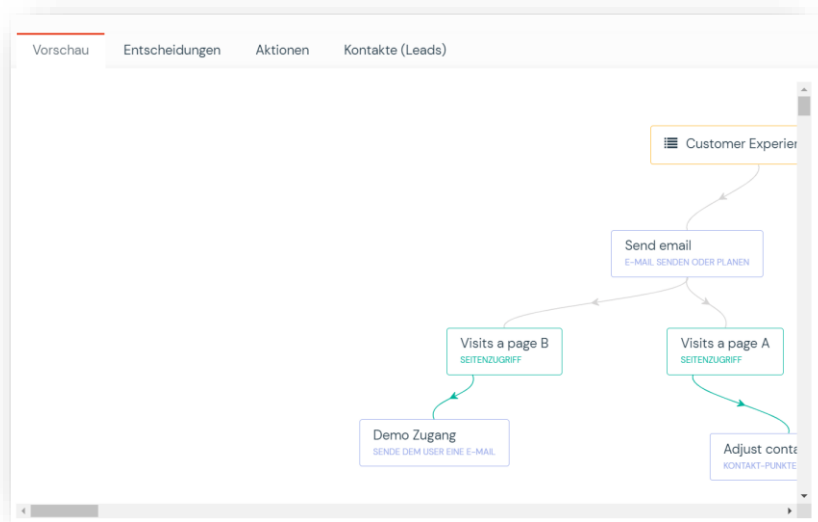 Vorschau Entscheidungen Aktionen Kontakte (Leads)
Customer Experien
Send email
E-MAIL SENDEN ODER PLANEN
Visits a page B
SEITENZUGRIFF
Visits a page A
SEITENZUGRIFF
Demo Zugang
SENDE DEM USER EINE E-MAIL
Adjust conta
KONTAKT-PUNKTE